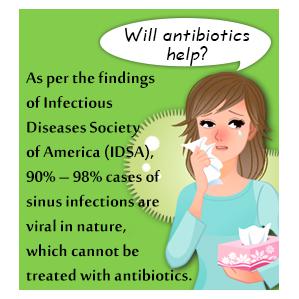 Will antibiotics
help?
As per the findings
of Infectious
Diseases Society
of America (IDSA),
90% – 98% cases of
sinus infections are
viral in nature,
which cannot be
treated with antibiotics.